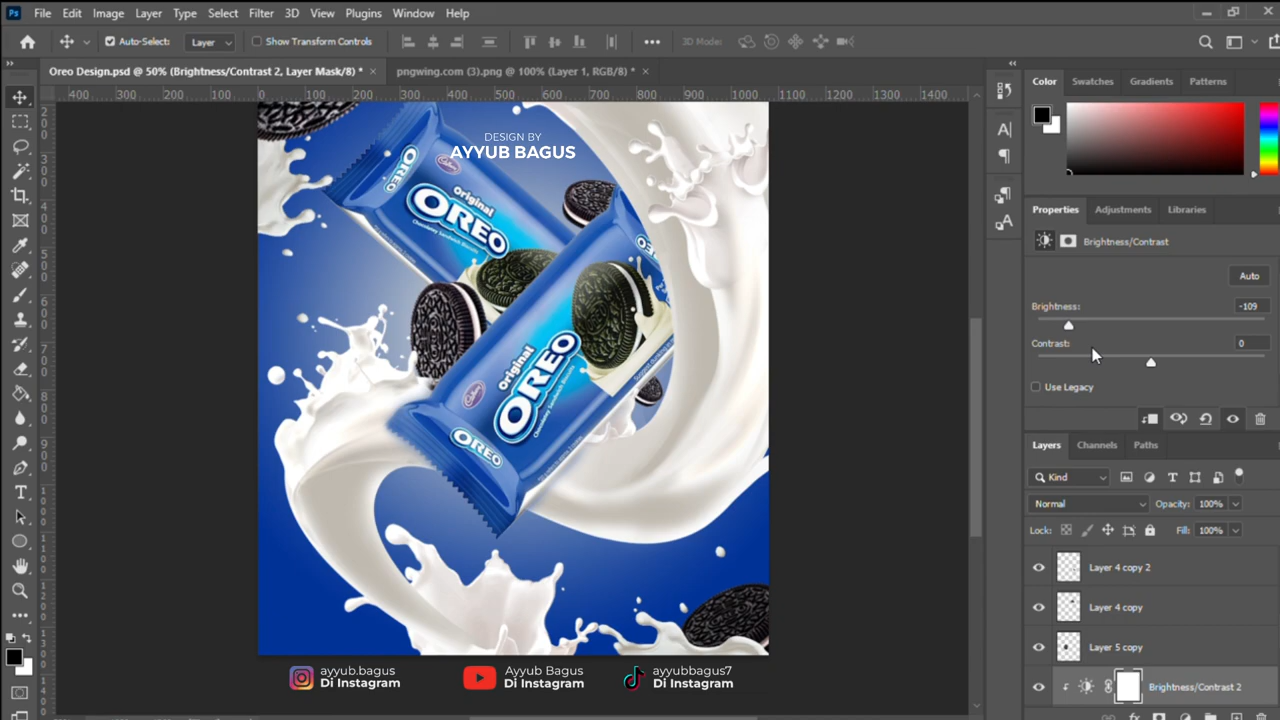 Ps File Edit Image Layer Type Select Filter 3D View Plugins Window Help
Auto-Select: Layer Show Transform Controls 3D Mode:
Oreo Design.psd @ 50% (Brightness/Contrast 2, Layer Mask/8) * × pngwing.com (3).png @ 100% (Layer 1, RGB/8) * ×
400 300 200 100 0 100 200 300 400 500 600 700 800 900 1000 1100 1200 1300 1400
DESIGN BY
AYYUB BAGUS
OREO
Cadbury
Original
OREO
Chocolatey Sandwich Biscuits
Original
OREO
Cadbury
OREO
ayyub.bagus
Di Instagram
Ayyub Bagus
Di Instagram
ayyubbagus7
Di Instagram
Color Swatches Gradients Patterns
Properties Adjustments Libraries
Brightness/Contrast
Auto
Brightness: -109
Contrast: 0
Use Legacy
Layers Channels Paths
Kind
Normal Opacity: 100%
Lock: Fill: 100%
Layer 4 copy 2
Layer 4 copy
Layer 5 copy
Brightness/Contrast 2